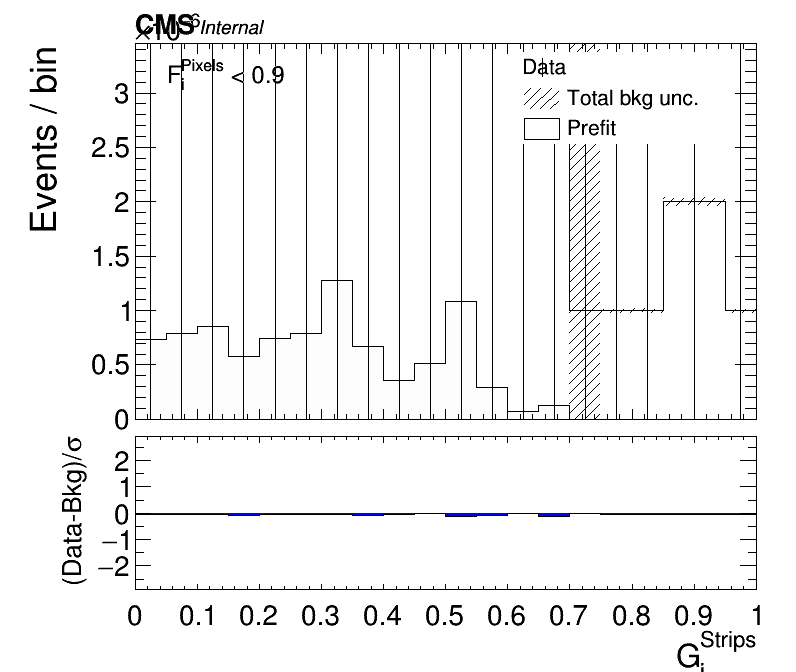 CMS Internal
×10⁻⁶
Events / bin
F_i^Pixels < 0.9
Data
Total bkg unc.
Prefit
3
2.5
2
1.5
1
0.5
0
(Data-Bkg)/σ
2
1
0
−1
−2
0 0.1 0.2 0.3 0.4 0.5 0.6 0.7 0.8 0.9 1
G_i^Strips